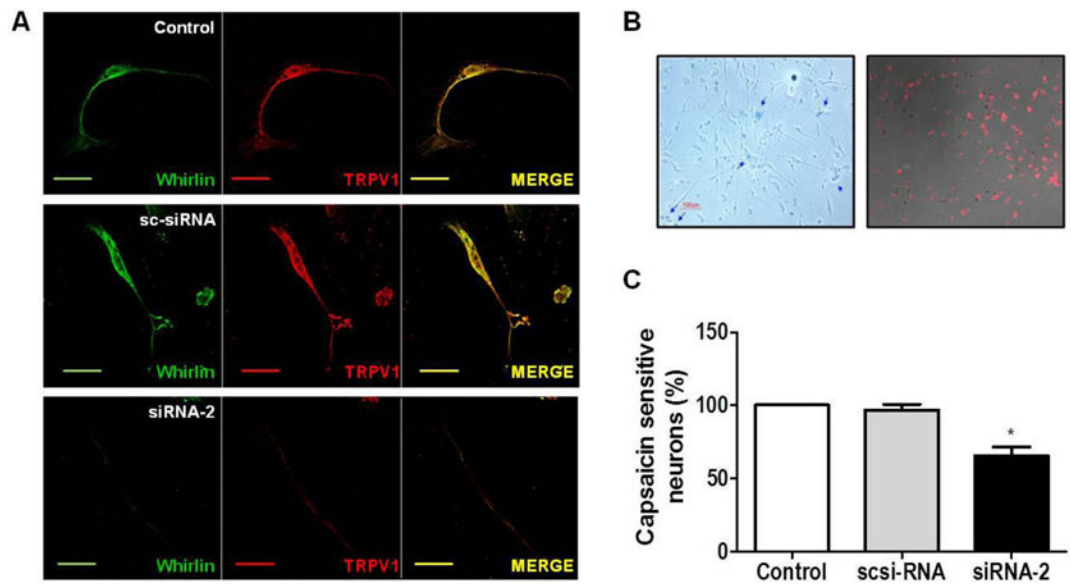 A
Control
Whirlin
TRPV1
MERGE
sc-siRNA
Whirlin
TRPV1
MERGE
siRNA-2
Whirlin
TRPV1
MERGE
B
100µm
C
Capsaicin sensitive
neurons (%)
150
100
50
0
*
Control
scsi-RNA
siRNA-2